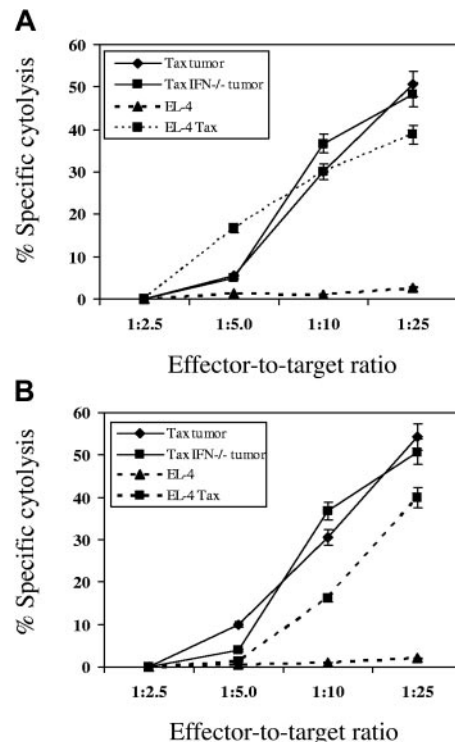 A
% Specific cytolysis
60
50
40
30
20
10
0
Tax tumor
Tax IFN-/- tumor
EL-4
EL-4 Tax
1:2.5 1:5.0 1:10 1:25
Effector-to-target ratio
B
% Specific cytolysis
60
50
40
30
20
10
0
Tax tumor
Tax IFN-/- tumor
EL-4
EL-4 Tax
1:2.5 1:5.0 1:10 1:25
Effector-to-target ratio